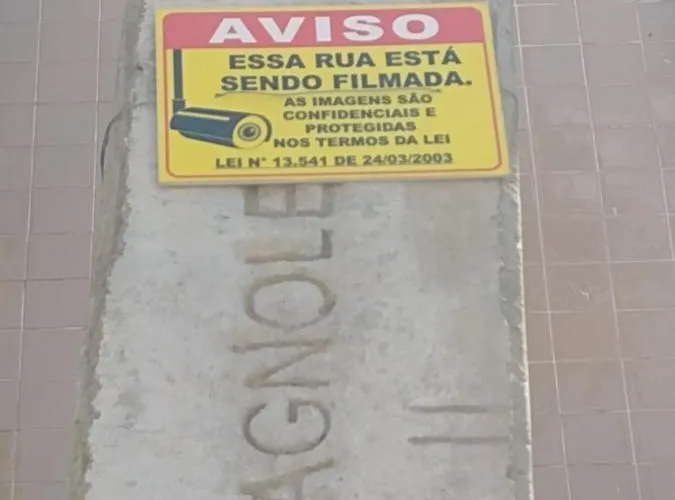 AVISO
ESSA RUA ESTÁ
SENDO FILMADA.
AS IMAGENS SÃO
CONFIDENCIAIS E
PROTEGIDAS
NOS TERMOS DA LEI
LEI N° 13.541 DE 24/03/2003
AGNOLE